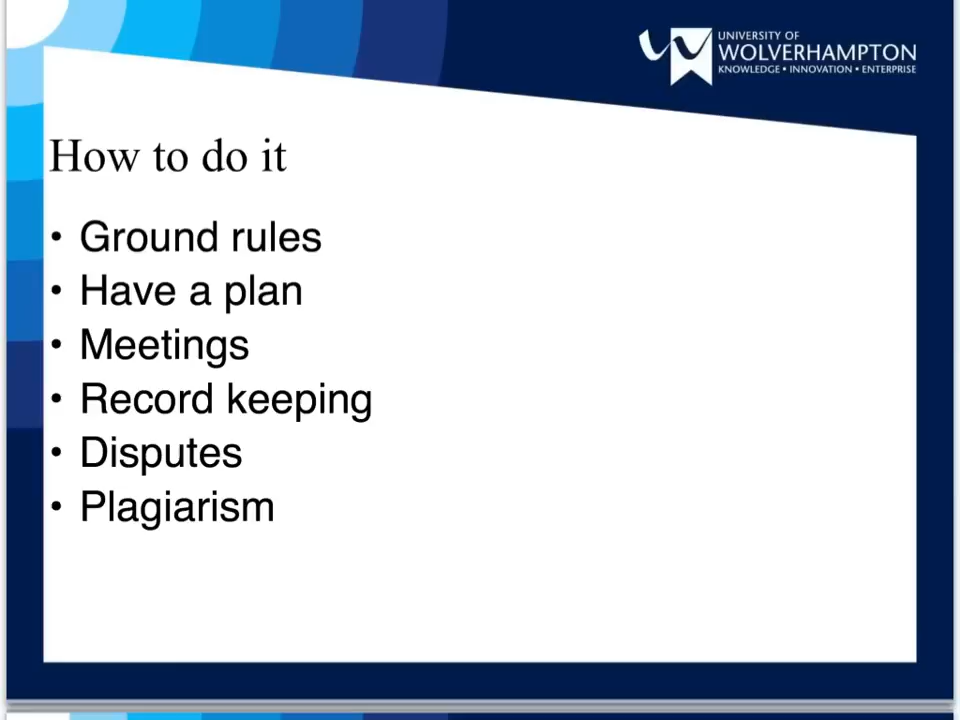 UNIVERSITY OF
WOLVERHAMPTON
KNOWLEDGE • INNOVATION • ENTERPRISE
How to do it
• Ground rules
• Have a plan
• Meetings
• Record keeping
• Disputes
• Plagiarism